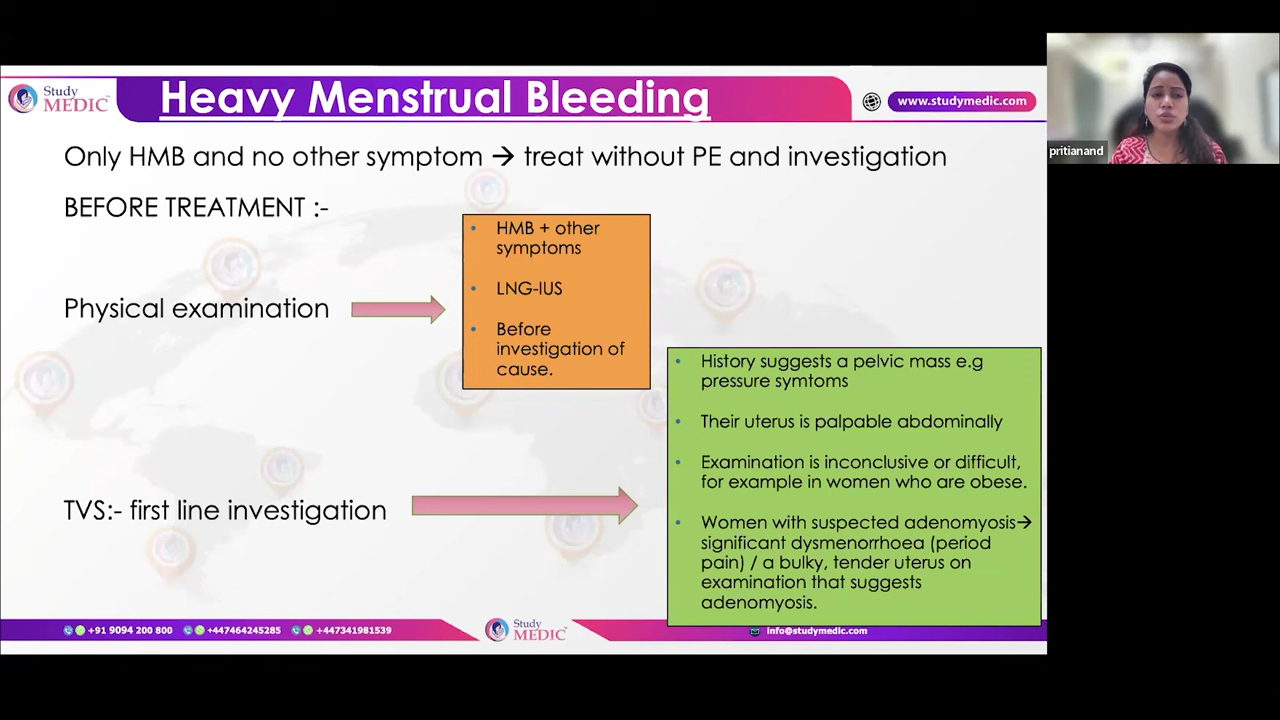 Study
MEDIC
Heavy Menstrual Bleeding
www.studymedic.com
pritianand
Only HMB and no other symptom → treat without PE and investigation
BEFORE TREATMENT :-
• HMB + other
symptoms
• LNG-IUS
• Before
investigation of
cause.
Physical examination
• History suggests a pelvic mass e.g
pressure symtoms
• Their uterus is palpable abdominally
• Examination is inconclusive or difficult,
for example in women who are obese.
• Women with suspected adenomyosis→
significant dysmenorrhoea (period
pain) / a bulky, tender uterus on
examination that suggests
adenomyosis.
TVS:- first line investigation
+91 9094 200 800
+447464245285
+447341981539
Study
MEDIC
info@studymedic.com